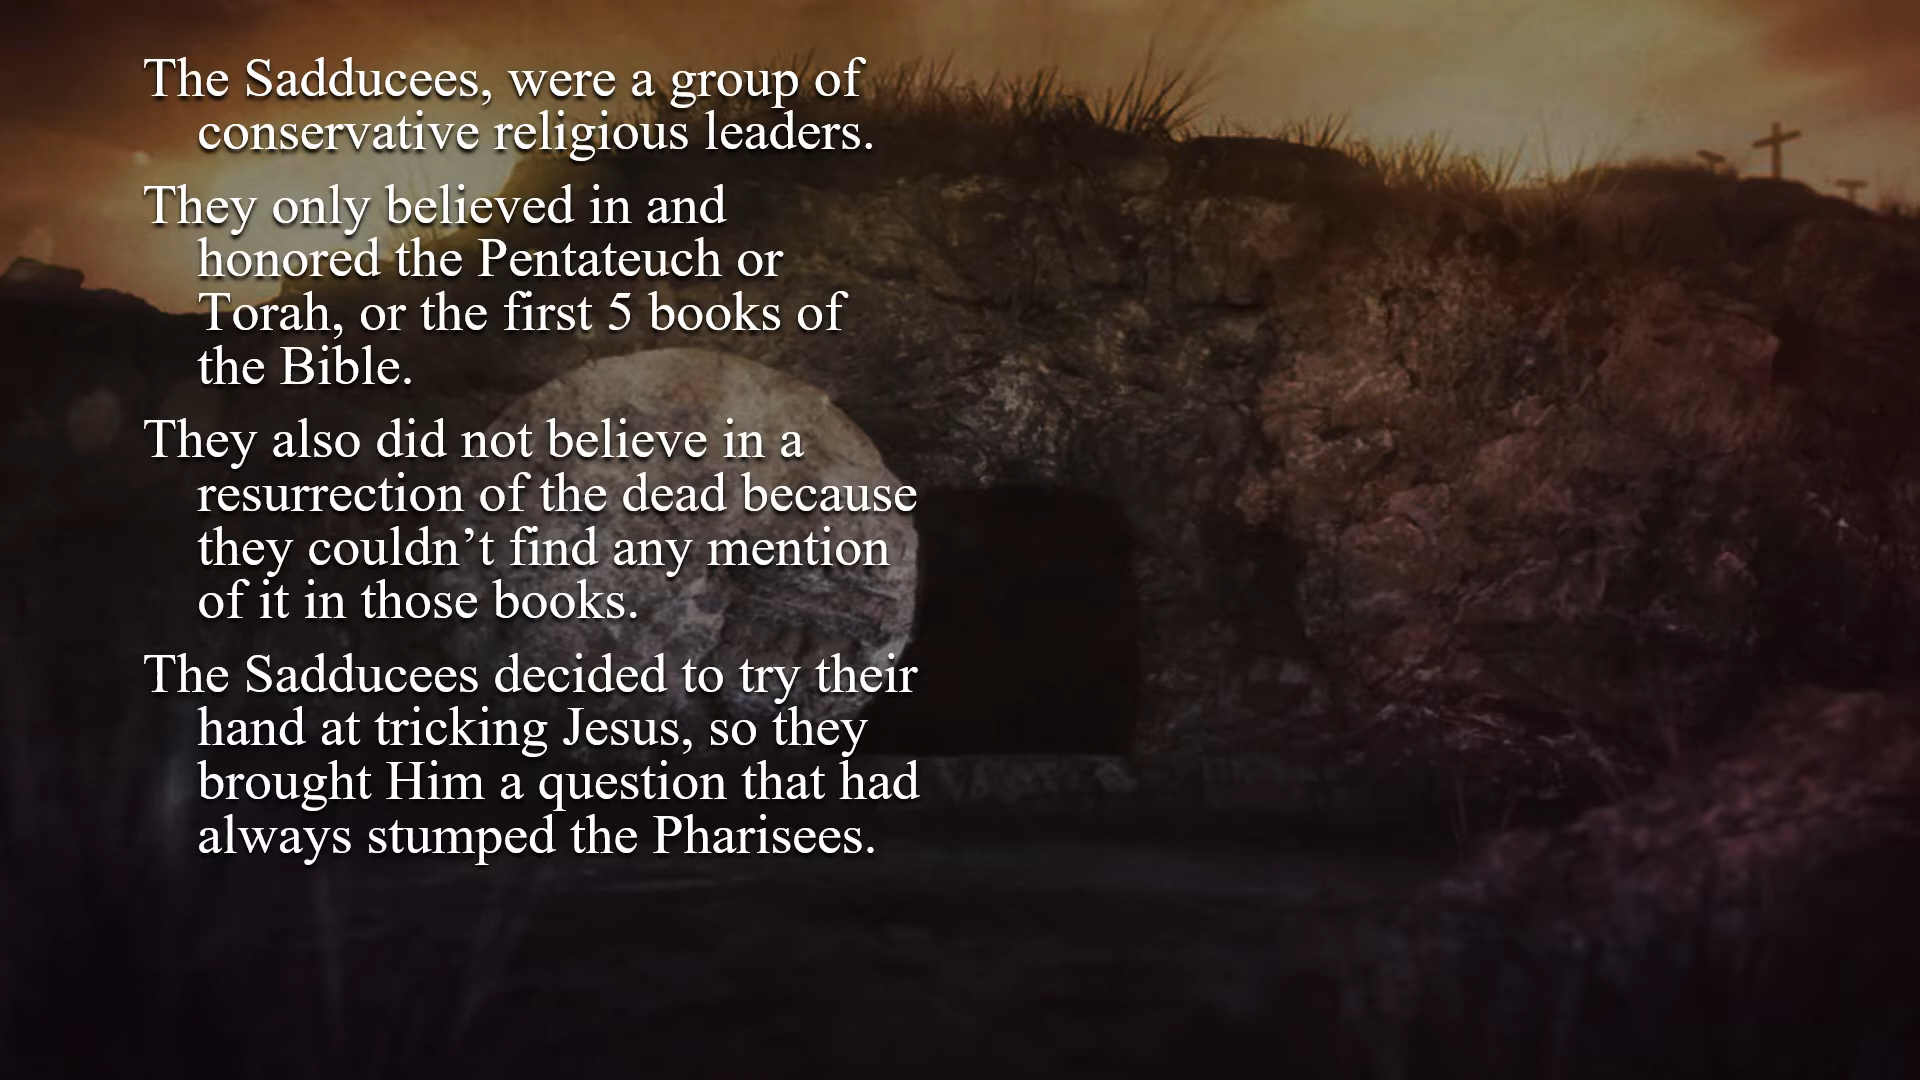 The Sadducees, were a group of
conservative religious leaders.
They only believed in and
honored the Pentateuch or
Torah, or the first 5 books of
the Bible.
They also did not believe in a
resurrection of the dead because
they couldn’t find any mention
of it in those books.
The Sadducees decided to try their
hand at tricking Jesus, so they
brought Him a question that had
always stumped the Pharisees.